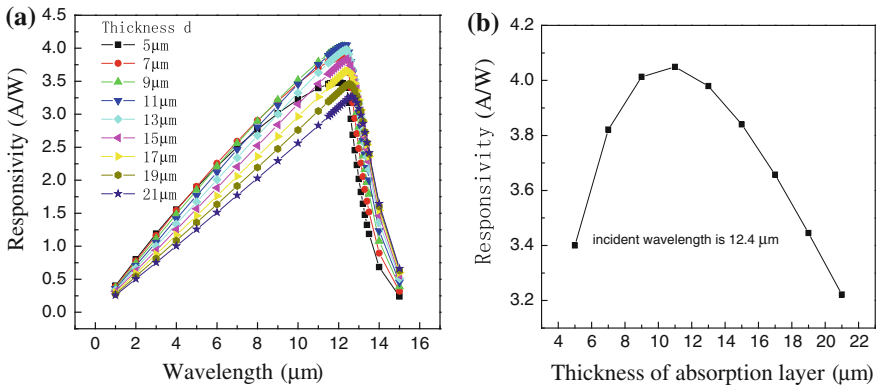 (a)
Responsivity (A/W)
4.5
4.0
3.5
3.0
2.5
2.0
1.5
1.0
0.5
0.0
Thickness d
5μm
7μm
9μm
11μm
13μm
15μm
17μm
19μm
21μm
0 2 4 6 8 10 12 14 16
Wavelength (μm)
(b)
Responsivity (A/W)
4.2
4.0
3.8
3.6
3.4
3.2
incident wavelength is 12.4 μm
4 6 8 10 12 14 16 18 20 22
Thickness of absorption layer (μm)